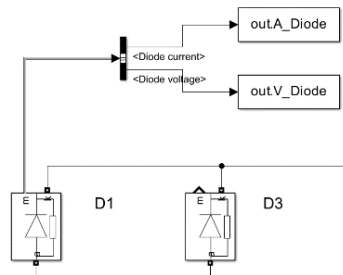 out.A_Diode
<Diode current>
<Diode voltage>
out.V_Diode
m
D1
m
D3